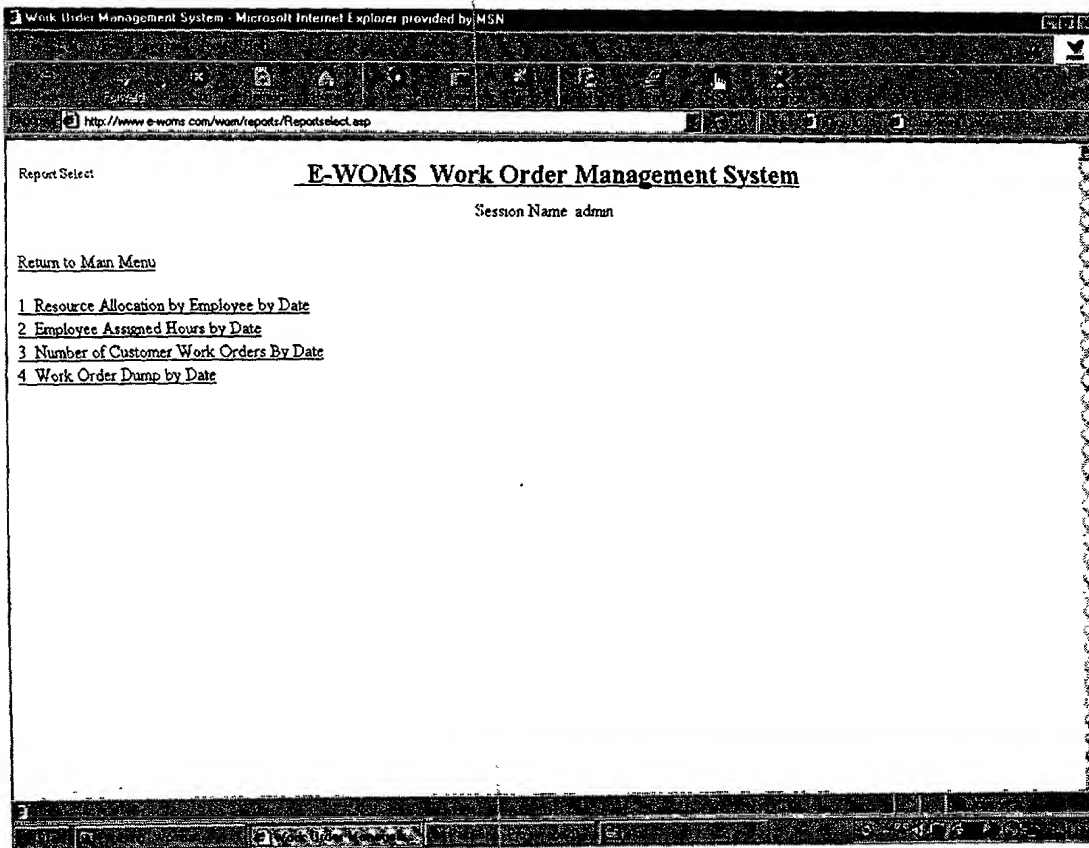 Work Order Management System - Microsoft Internet Explorer provided by MSN
http://www e-woms com/wom/reports/Reportselect.asp
Report Select
E-WOMS Work Order Management System
Session Name admin
Return to Main Menu
1 Resource Allocation by Employee by Date
2 Employee Assigned Hours by Date
3 Number of Customer Work Orders By Date
4 Work Order Dump by Date